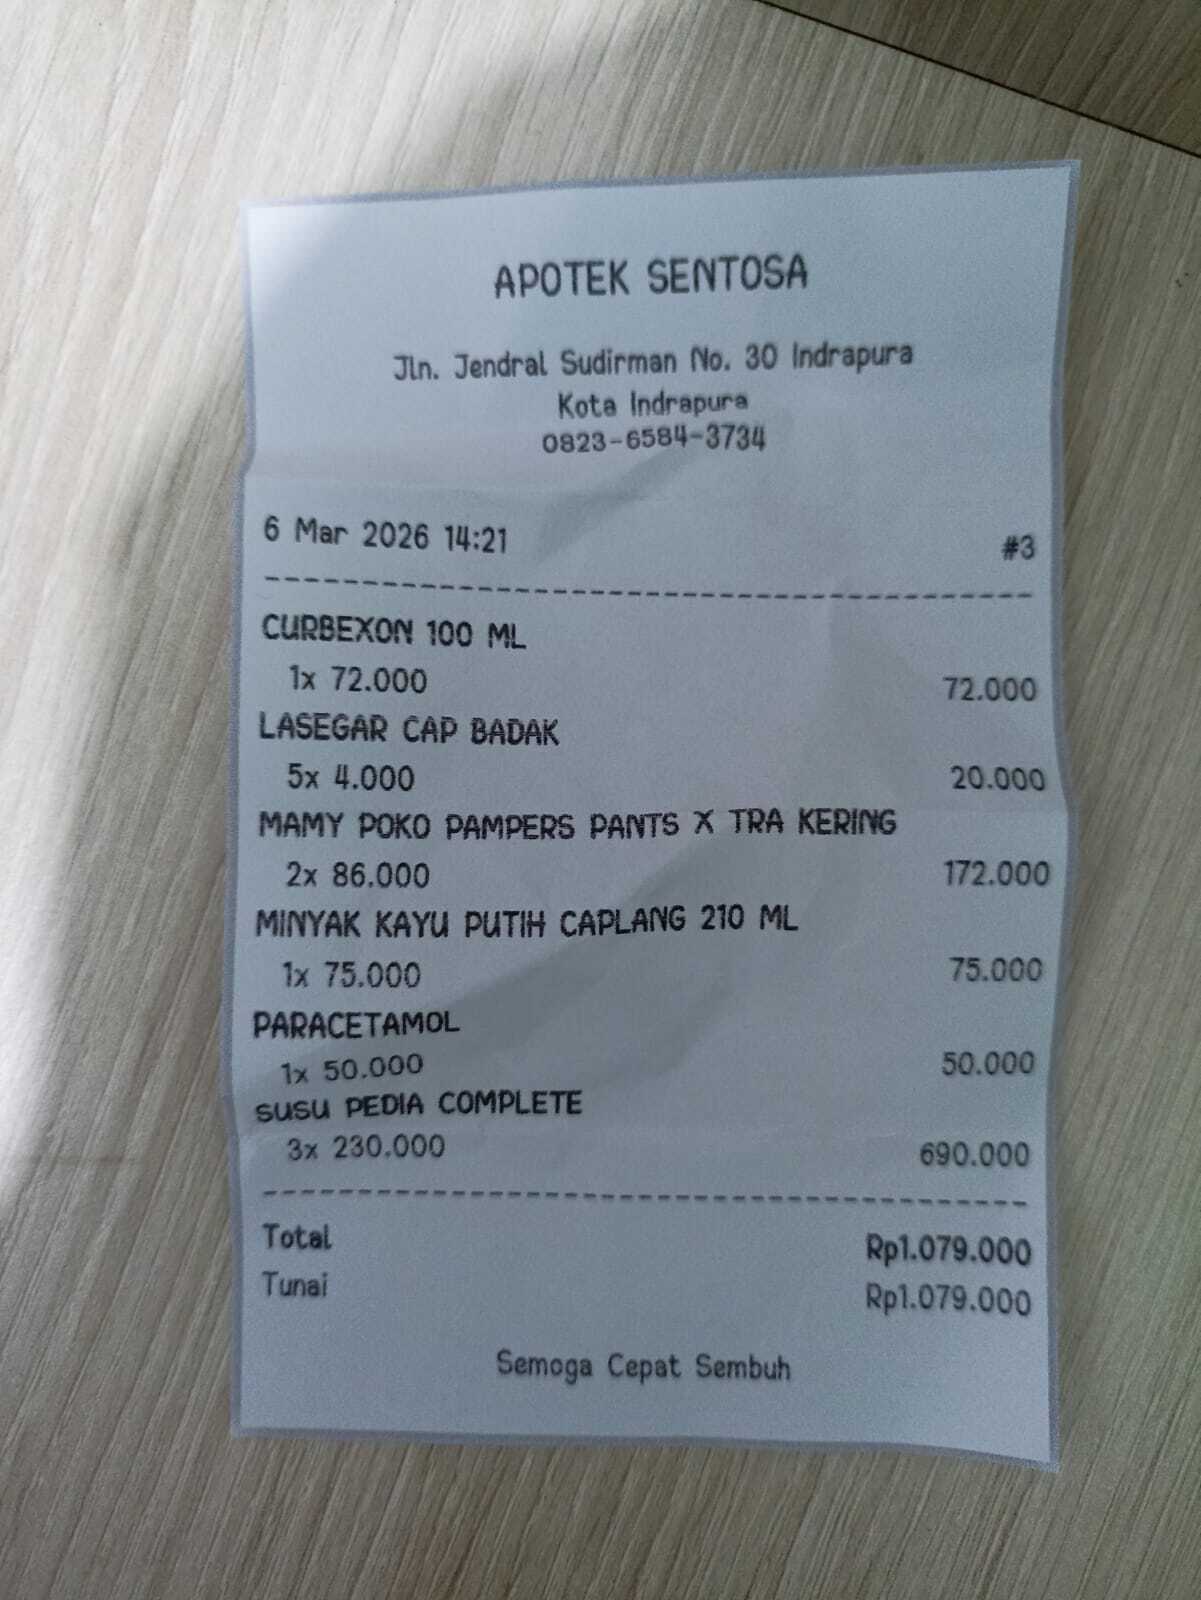 APOTEK SENTOSA
Jln. Jendral Sudirman No. 30 Indrapura
Kota Indrapura
0823-6584-3734
6 Mar 2026 14:21 #3
CURBEXON 100 ML
1x 72.000 72.000
LASEGAR CAP BADAK
5x 4.000 20.000
MAMY POKO PAMPERS PANTS X TRA KERING
2x 86.000 172.000
MINYAK KAYU PUTIH CAPLANG 210 ML
1x 75.000 75.000
PARACETAMOL
1x 50.000 50.000
SUSU PEDIA COMPLETE
3x 230.000 690.000
Total Rp1.079.000
Tunai Rp1.079.000
Semoga Cepat Sembuh